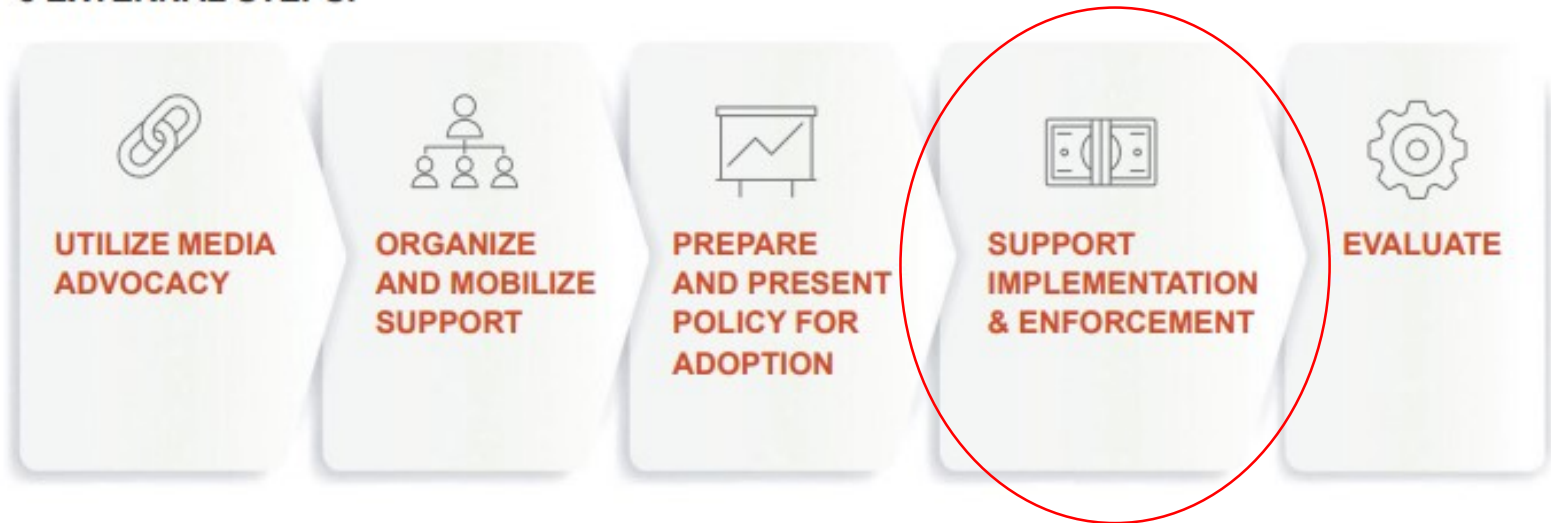 UTILIZE MEDIA
ADVOCACY
ORGANIZE
AND MOBILIZE
SUPPORT
PREPARE
AND PRESENT
POLICY FOR
ADOPTION
SUPPORT
IMPLEMENTATION
& ENFORCEMENT
EVALUATE